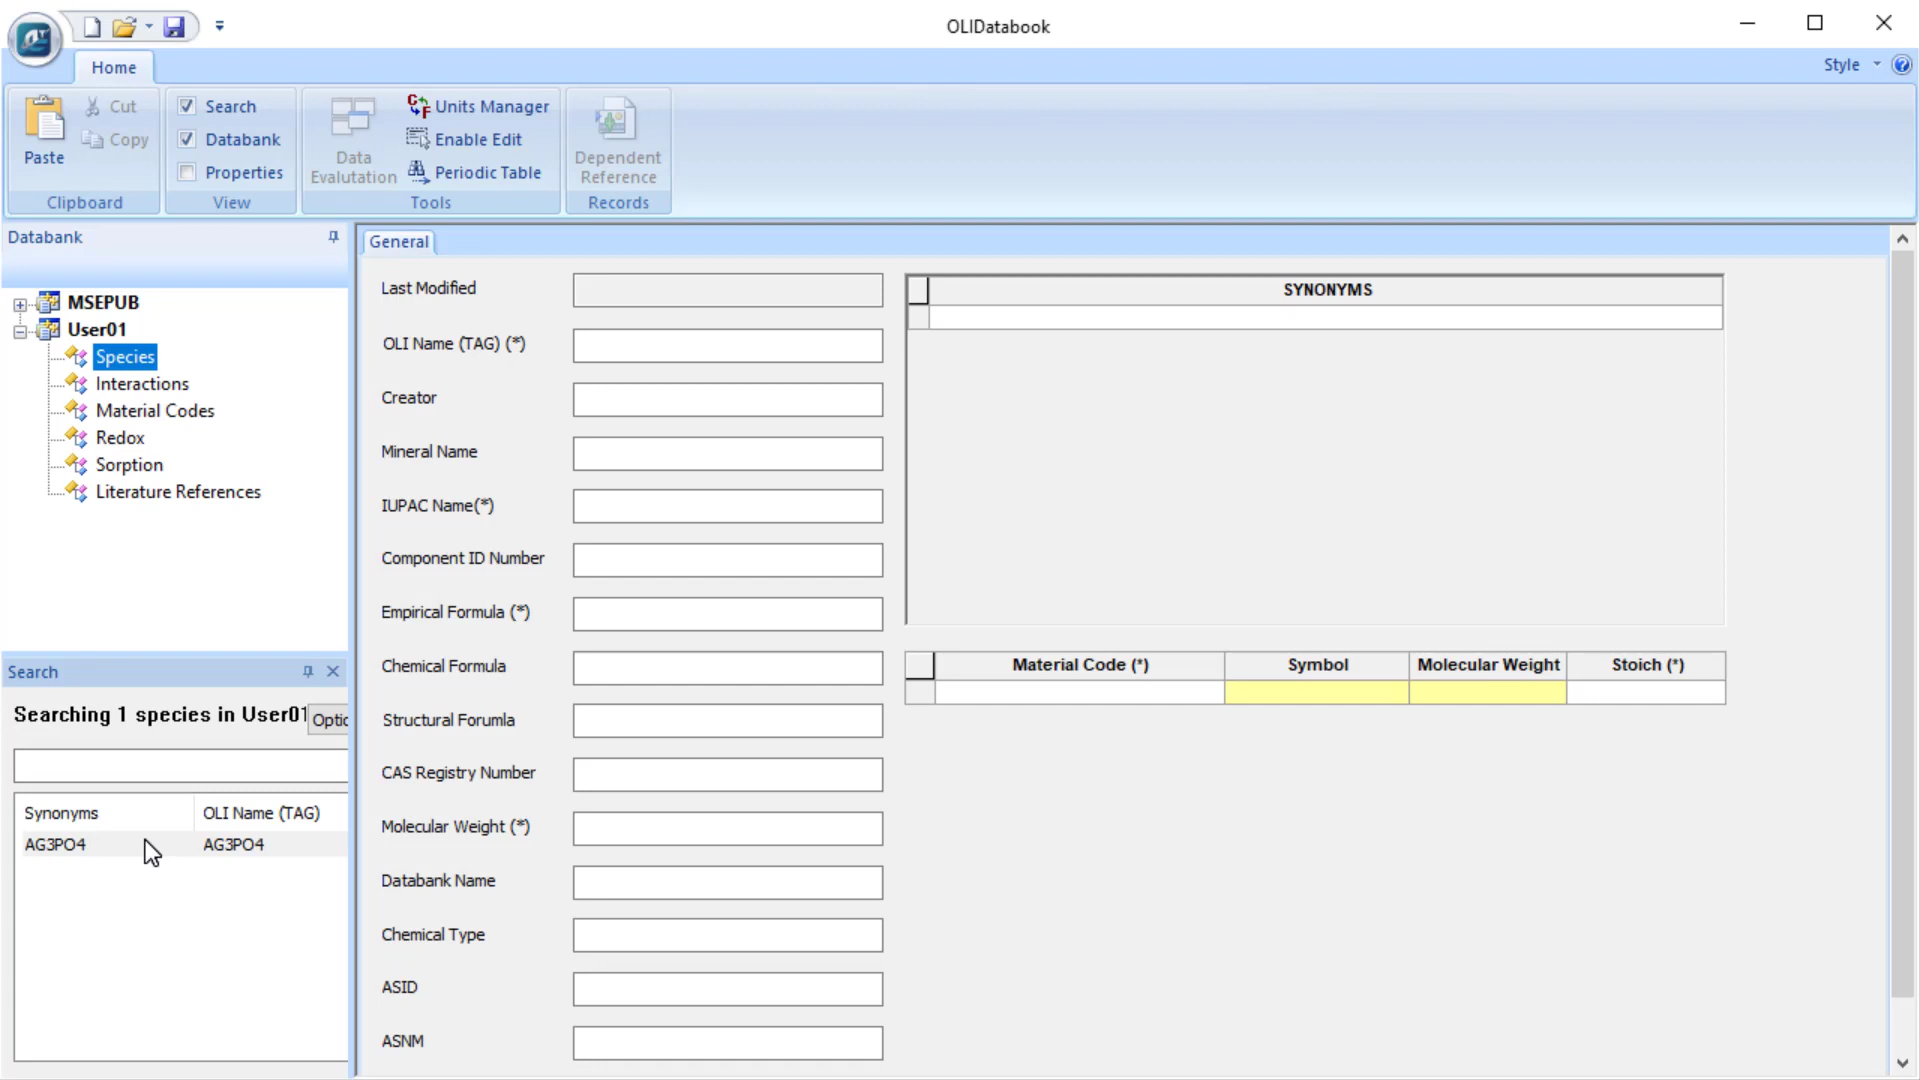 OLIDatabook
Home
Style
Paste
Cut
Copy
Clipboard
Search
Databank
Properties
View
Data
Evalutation
Units Manager
Enable Edit
Periodic Table
Tools
Dependent
Reference
Records
Databank
MSEPUB
User01
Species
Interactions
Material Codes
Redox
Sorption
Literature References
Search
Searching 1 species in User01
Optic
Synonyms OLI Name (TAG)
AG3PO4 AG3PO4
General
Last Modified
OLI Name (TAG) (*)
Creator
Mineral Name
IUPAC Name(*)
Component ID Number
Empirical Formula (*)
Chemical Formula
Structural Forumla
CAS Registry Number
Molecular Weight (*)
Databank Name
Chemical Type
ASID
ASNM
SYNONYMS
Material Code (*) Symbol Molecular Weight Stoich (*)